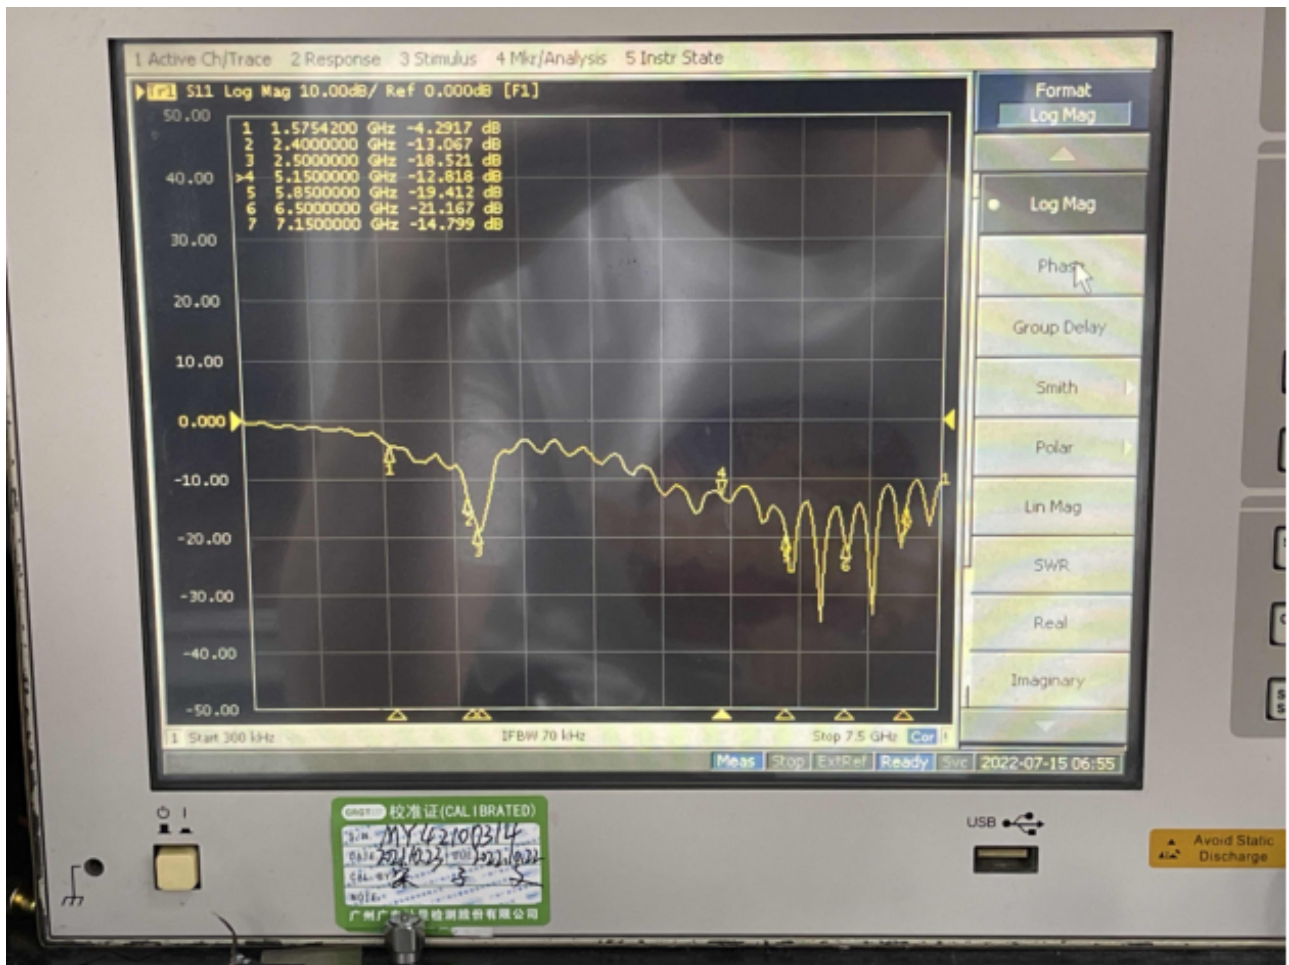 1 Active Ch/Trace 2 Response 3 Stimulus 4 Mkr/Analysis 5 Instr State
Tr1 S11 Log Mag 10.00dB/ Ref 0.000dB [F1]
50.00
1 1.5754200 GHz -4.2917 dB
2 2.4000000 GHz -13.067 dB
3 2.5000000 GHz -18.521 dB
>4 5.1500000 GHz -12.818 dB
5 5.8500000 GHz -19.412 dB
6 6.5000000 GHz -21.167 dB
7 7.1500000 GHz -14.799 dB
40.00
30.00
20.00
10.00
0.000
-10.00
-20.00
-30.00
-40.00
-50.00
1
2
3
4
6
1
1 Start 300 kHz IFBW 70 kHz Stop 7.5 GHz Cor !
Meas Stop ExtRef Ready Svc 2022-07-15 06:55
Format
Log Mag
Log Mag
Phase
Group Delay
Smith
Polar
Lin Mag
SWR
Real
Imaginary
校准证(CALIBRATED)
MY42100314
USB
Avoid Static
Discharge